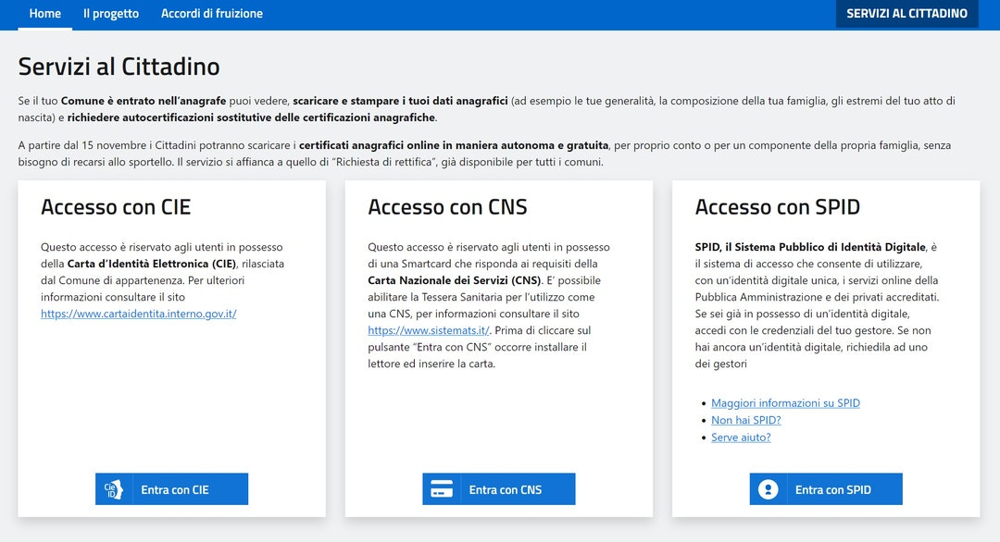 Home Il progetto Accordi di fruizione SERVIZI AL CITTADINO
Servizi al Cittadino
Se il tuo Comune è entrato nell’anagrafe puoi vedere, scaricare e stampare i tuoi dati anagrafici (ad esempio le tue generalità, la composizione della tua famiglia, gli estremi del tuo atto di
nascita) e richiedere autocertificazioni sostitutive delle certificazioni anagrafiche.
A partire dal 15 novembre i Cittadini potranno scaricare i certificati anagrafici online in maniera autonoma e gratuita, per proprio conto o per un componente della propria famiglia, senza
bisogno di recarsi allo sportello. Il servizio si affianca a quello di “Richiesta di rettifica”, già disponibile per tutti i comuni.
Accesso con CIE
Questo accesso è riservato agli utenti in possesso
della Carta d’Identità Elettronica (CIE), rilasciata
dal Comune di appartenenza. Per ulteriori
informazioni consultare il sito
https://www.cartaidentita.interno.gov.it/
CieID
Entra con CIE
Accesso con CNS
Questo accesso è riservato agli utenti in possesso
di una Smartcard che risponda ai requisiti della
Carta Nazionale dei Servizi (CNS). E’ possibile
abilitare la Tessera Sanitaria per l’utilizzo come
una CNS, per informazioni consultare il sito
https://www.sistemats.it/. Prima di cliccare sul
pulsante “Entra con CNS” occorre installare il
lettore ed inserire la carta.
Entra con CNS
Accesso con SPID
SPID, il Sistema Pubblico di Identità Digitale, è
il sistema di accesso che consente di utilizzare,
con un’identità digitale unica, i servizi online della
Pubblica Amministrazione e dei privati accreditati.
Se sei già in possesso di un’identità digitale,
accedi con le credenziali del tuo gestore. Se non
hai ancora un’identità digitale, richiedila ad uno
dei gestori
• Maggiori informazioni su SPID
• Non hai SPID?
• Serve aiuto?
Entra con SPID